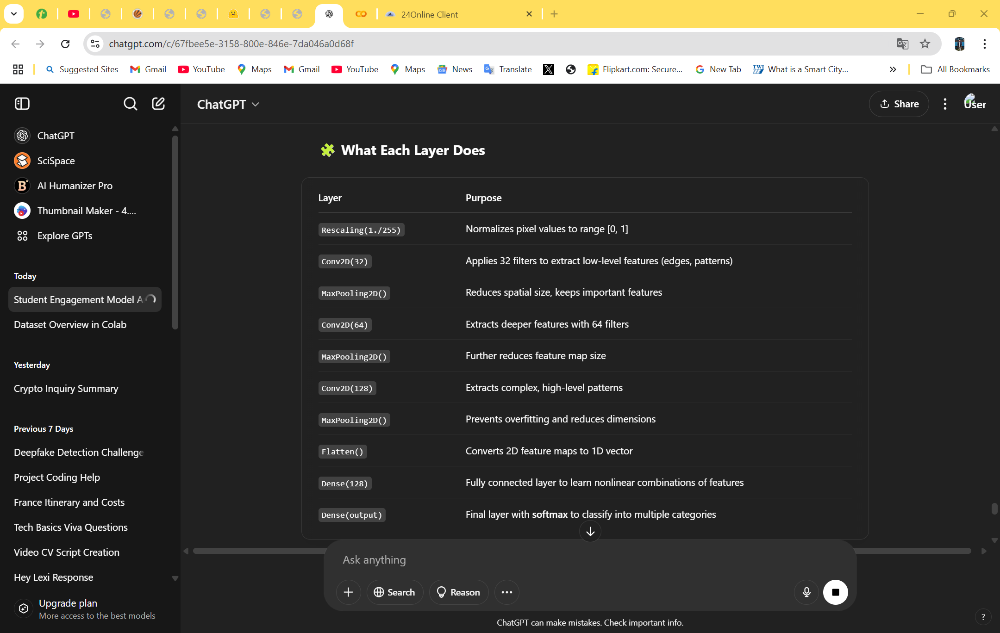 24Online Client
chatgpt.com/c/67fbee5e-3158-800e-846e-7da046a0d68f
Suggested Sites
Gmail
YouTube
Maps
Gmail
YouTube
Maps
News
Translate
Flipkart.com: Secure...
New Tab
TWI
What is a Smart City...
All Bookmarks
ChatGPT
Share
User
ChatGPT
SciSpace
B
AI Humanizer Pro
Thumbnail Maker - 4....
Explore GPTs
Today
Student Engagement Model A
Dataset Overview in Colab
Yesterday
Crypto Inquiry Summary
Previous 7 Days
Deepfake Detection Challenge
Project Coding Help
France Itinerary and Costs
Tech Basics Viva Questions
Video CV Script Creation
Hey Lexi Response
Upgrade plan
More access to the best models
What Each Layer Does
Layer Purpose
Rescaling(1./255) Normalizes pixel values to range [0, 1]
Conv2D(32) Applies 32 filters to extract low-level features (edges, patterns)
MaxPooling2D() Reduces spatial size, keeps important features
Conv2D(64) Extracts deeper features with 64 filters
MaxPooling2D() Further reduces feature map size
Conv2D(128) Extracts complex, high-level patterns
MaxPooling2D() Prevents overfitting and reduces dimensions
Flatten() Converts 2D feature maps to 1D vector
Dense(128) Fully connected layer to learn nonlinear combinations of features
Dense(output) Final layer with softmax to classify into multiple categories
Ask anything
Search
Reason
ChatGPT can make mistakes. Check important info.
?